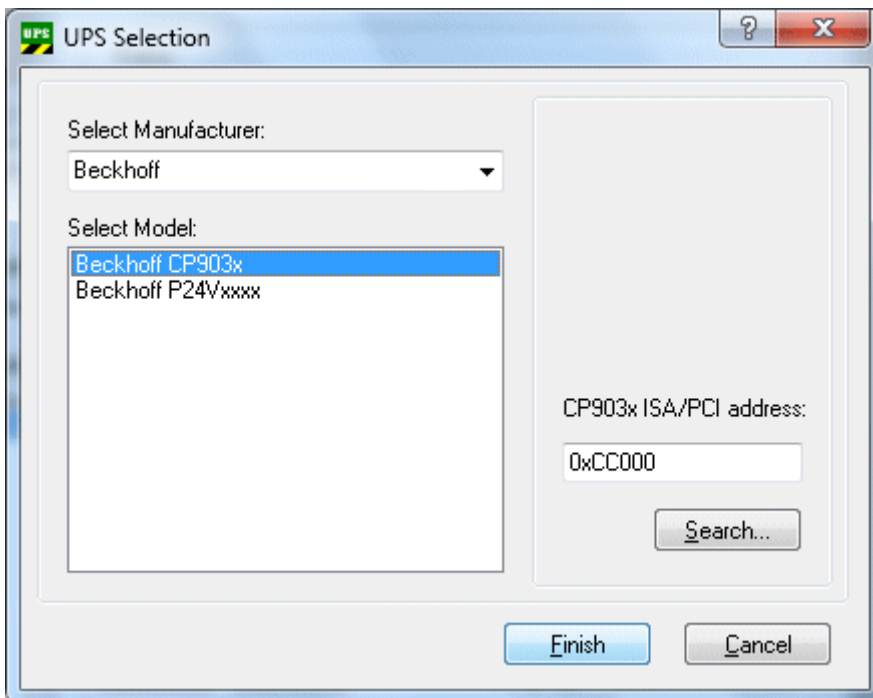 UPS UPS Selection
Select Manufacturer:
Beckhoff
Select Model:
Beckhoff CP903x
Beckhoff P24Vxxxx
CP903x ISA/PCI address:
0xCC000
Search...
Finish
Cancel